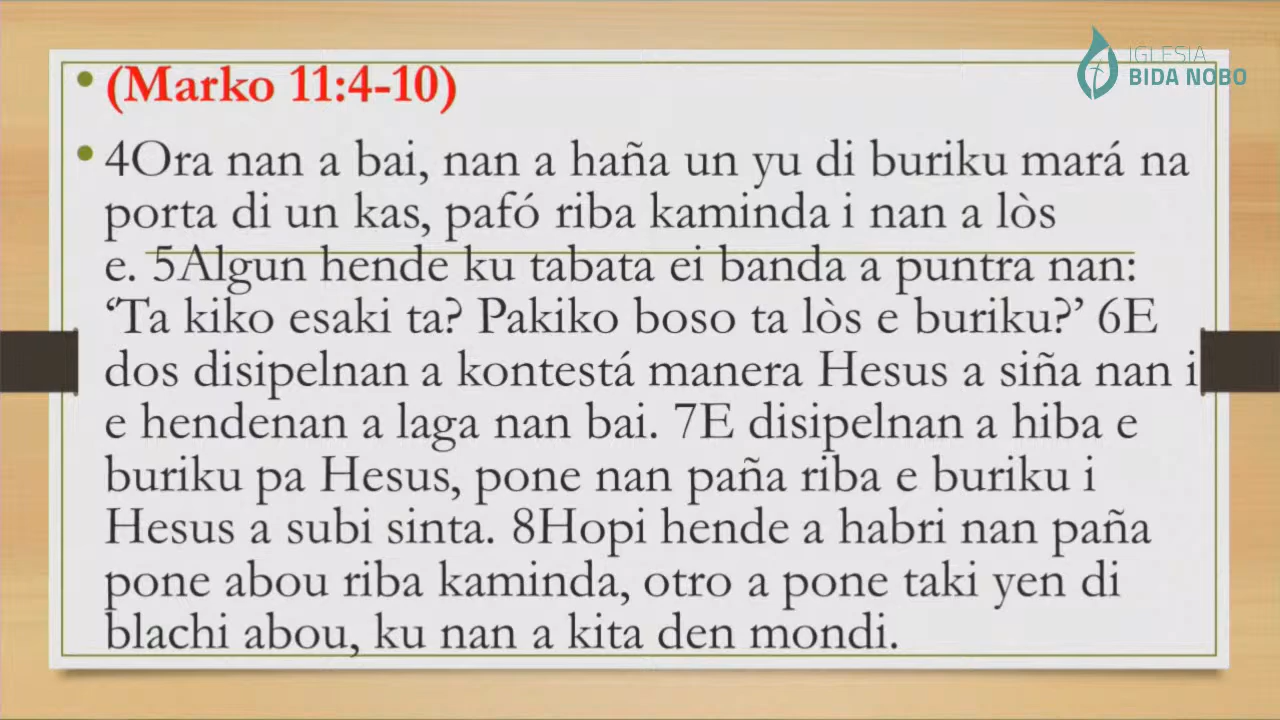 IGLESIA
BIDA NOBO
(Marko 11:4-10)
4Ora nan a bai, nan a haña un yu di buriku mará na
porta di un kas, pafó riba kaminda i nan a lòs
e. 5Algun hende ku tabata ei banda a puntra nan:
‘Ta kiko esaki ta? Pakiko boso ta lòs e buriku?’ 6E
dos disipelnan a kontestá manera Hesus a siña nan i
e hendenan a laga nan bai. 7E disipelnan a hiba e
buriku pa Hesus, pone nan paña riba e buriku i
Hesus a subi sinta. 8Hopi hende a habri nan paña
pone abou riba kaminda, otro a pone taki yen di
blachi abou, ku nan a kita den mondi.